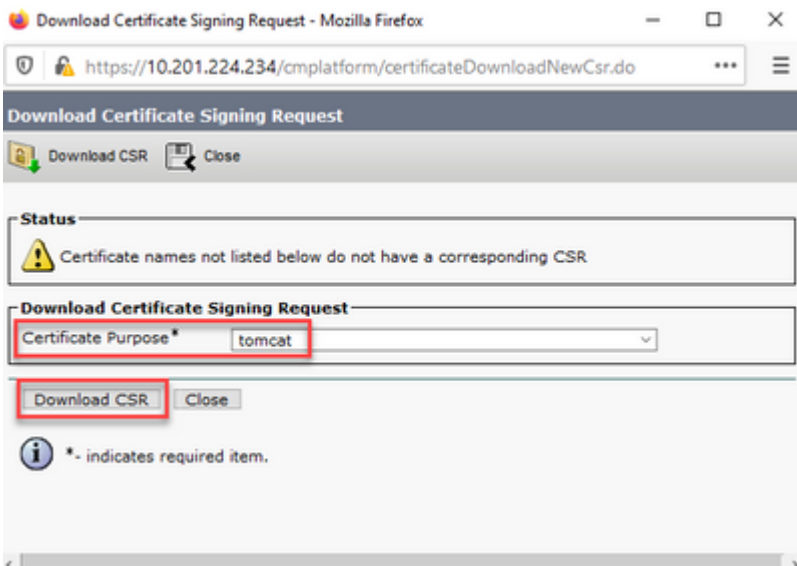 Download Certificate Signing Request - Mozilla Firefox
https://10.201.224.234/cmplatform/certificateDownloadNewCsr.do
Download Certificate Signing Request
Download CSR Close
Status
Certificate names not listed below do not have a corresponding CSR
Download Certificate Signing Request
Certificate Purpose* tomcat
Download CSR Close
*- indicates required item.